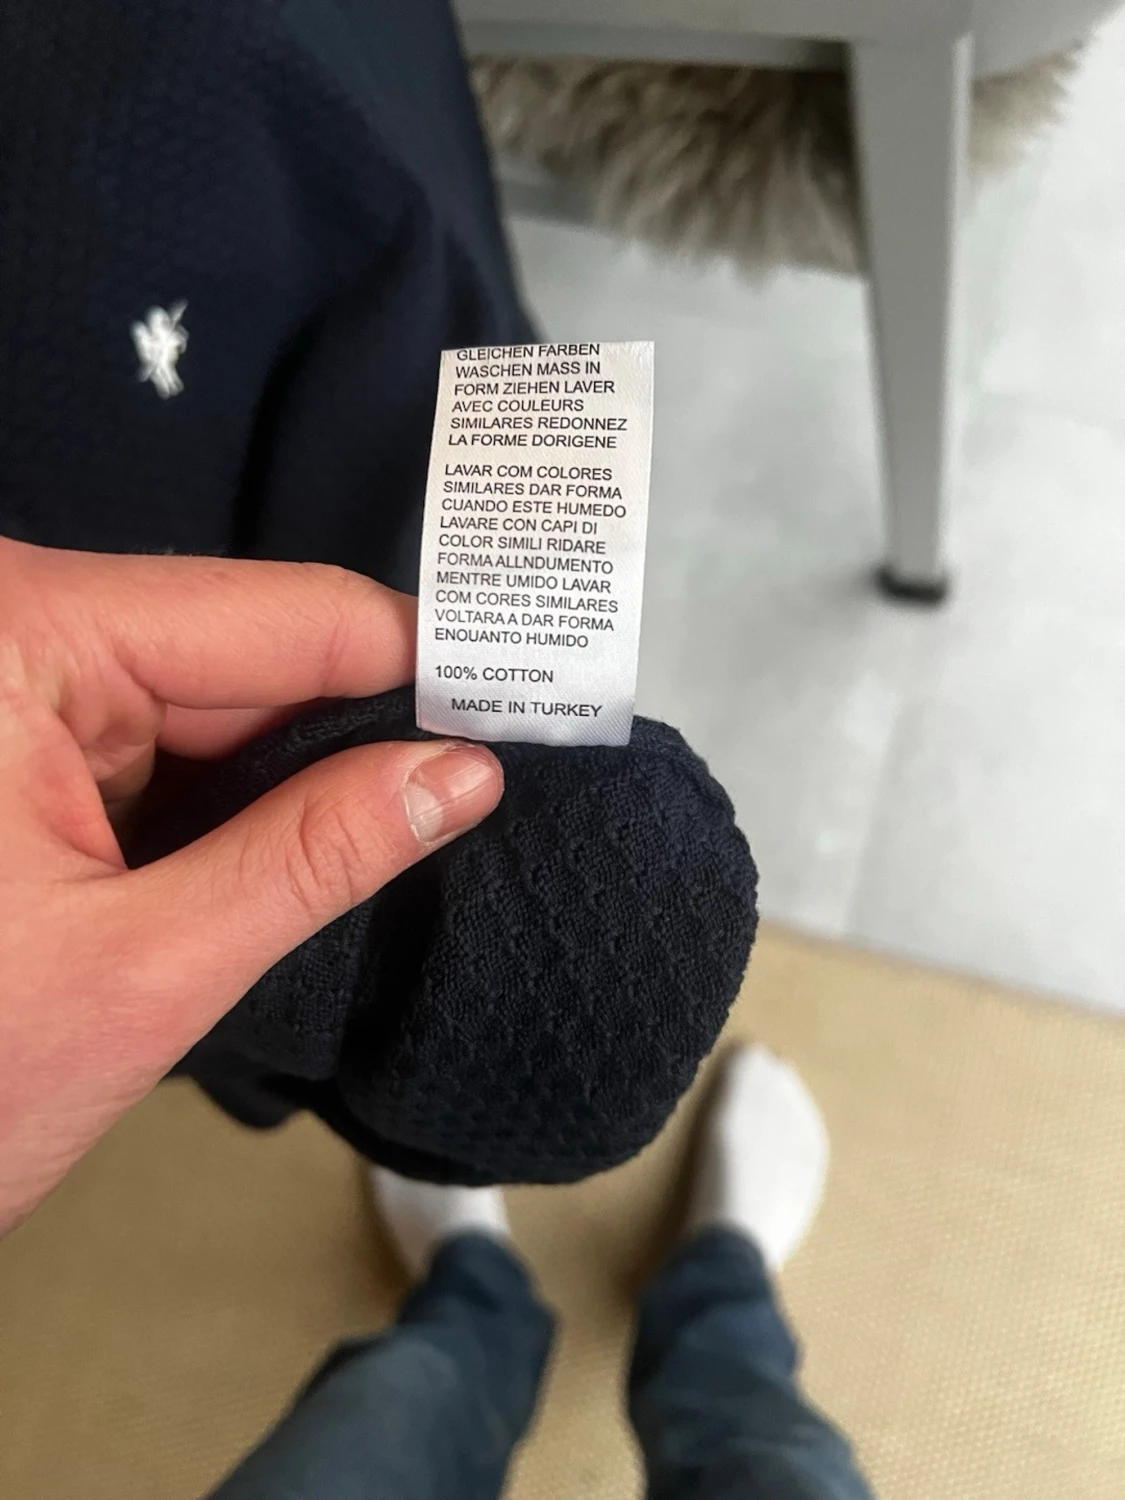 GLEICHEN FARBEN
WASCHEN MASS IN
FORM ZIEHEN LAVER
AVEC COULEURS
SIMILARES REDONNEZ
LA FORME DORIGENE
LAVAR COM COLORES
SIMILARES DAR FORMA
CUANDO ESTE HUMEDO
LAVARE CON CAPI DI
COLOR SIMILI RIDARE
FORMA ALLNDUMENTO
MENTRE UMIDO LAVAR
COM CORES SIMILARES
VOLTARA A DAR FORMA
ENOUANTO HUMIDO
100% COTTON
MADE IN TURKEY